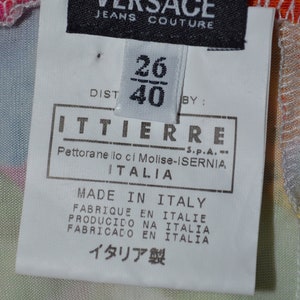 VERSACE
JEANS COUTURE
26
40
DIST BY :
ITTIERRE
S.p.A.
Pettoranello di Molise-ISERNIA
ITALIA
MADE IN ITALY
FABRIQUE EN ITALIE
PRODUCIDO NA ITALIA
FABRICADO EN ITALIA
イタリア製